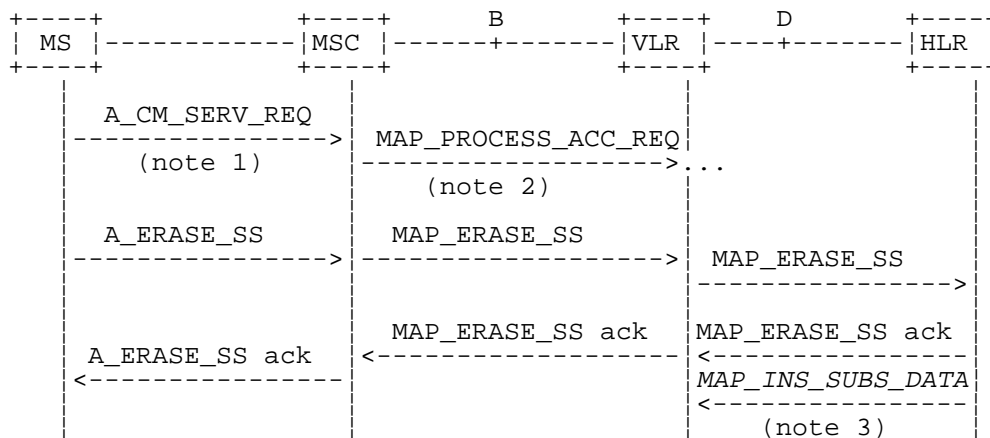 B D
MS MSC VLR HLR
A_CM_SERV_REQ
MAP_PROCESS_ACC_REQ
(note 1) ...
(note 2)
A_ERASE_SS MAP_ERASE_SS
MAP_ERASE_SS
MAP_ERASE_SS ack MAP_ERASE_SS ack
A_ERASE_SS ack
MAP_INS_SUBS_DATA
(note 3)